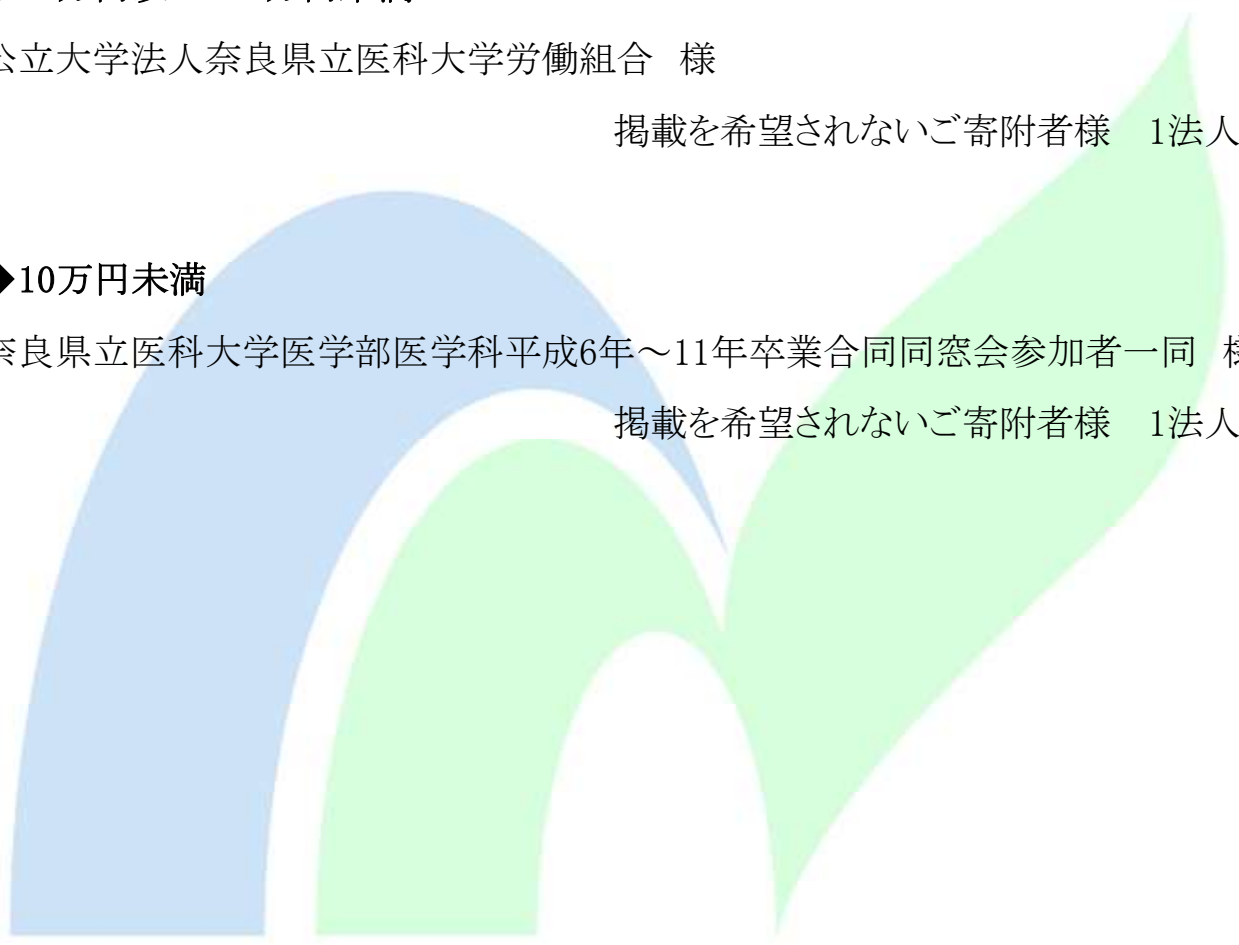 公立大学法人奈良県立医科大学労働組合 様
掲載を希望されないご寄附者様 1法人
◆10万円未満
奈良県立医科大学医学部医学科平成6年～11年卒業合同同窓会参加者一同 様
掲載を希望されないご寄附者様 1法人